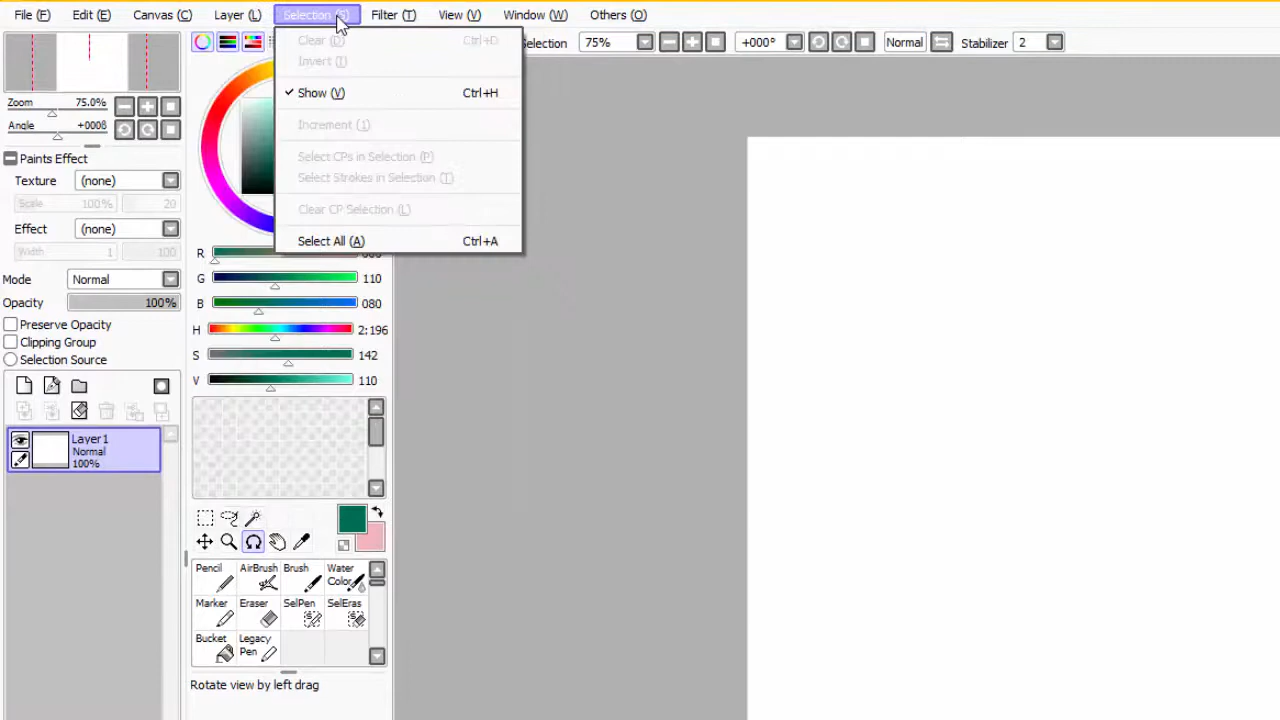 File (F) Edit (E) Canvas (C) Layer (L) Selection (S) Filter (T) View (V) Window (W) Others (O)
Selection 75% +000° Normal Stabilizer 2
Clear (D) Ctrl+D
Invert (I)
Show (V) Ctrl+H
Increment (1)
Select CPs in Selection (P)
Select Strokes in Selection (T)
Clear CP Selection (L)
Select All (A) Ctrl+A
Zoom 75.0%
Angle
Paints Effect
Texture (none)
Scale 100% 20
Effect (none)
Width 1 100
Mode Normal
Opacity 100%
Preserve Opacity
Clipping Group
Selection Source
Layer1
Normal
100%
R
G 110
B 080
H 2:196
S 142
V 110
Pencil AirBrush Brush Water Color
Marker Eraser SelPen SelEras
Bucket Legacy Pen
Rotate view by left drag